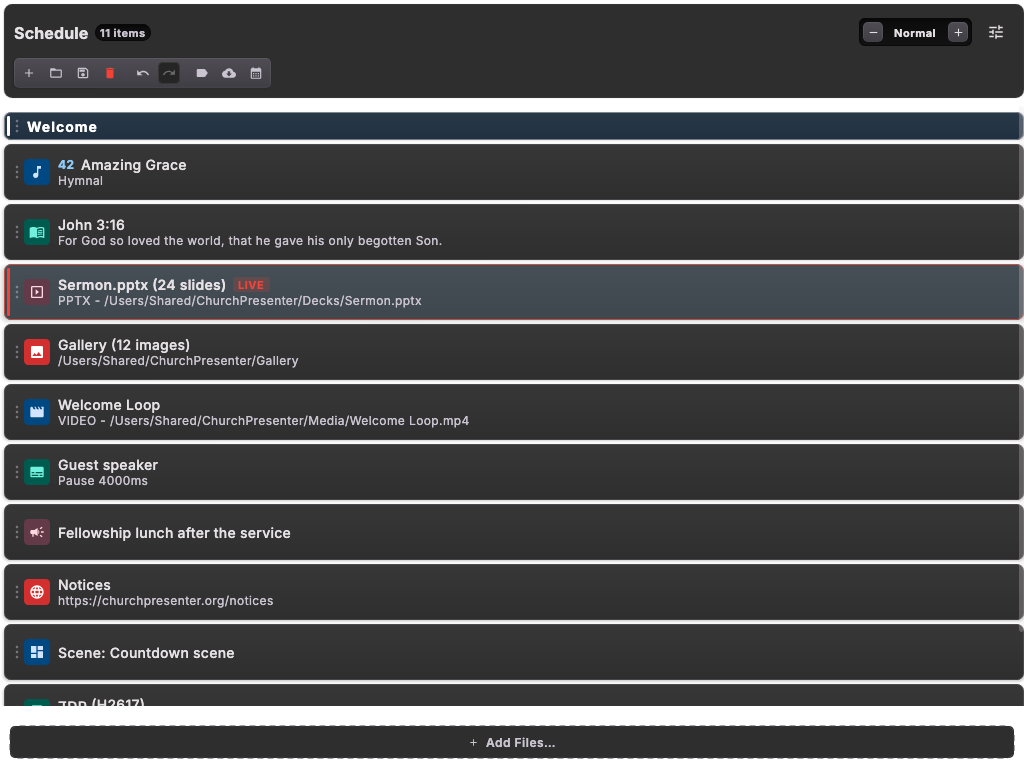 Schedule 11 items
− Normal +
Welcome
42 Amazing Grace
Hymnal
John 3:16
For God so loved the world, that he gave his only begotten Son.
Sermon.pptx (24 slides) LIVE
PPTX - /Users/Shared/ChurchPresenter/Decks/Sermon.pptx
Gallery (12 images)
/Users/Shared/ChurchPresenter/Gallery
Welcome Loop
VIDEO - /Users/Shared/ChurchPresenter/Media/Welcome Loop.mp4
Guest speaker
Pause 4000ms
Fellowship lunch after the service
Notices
https://churchpresenter.org/notices
Scene: Countdown scene
(H2617)
+ Add Files...